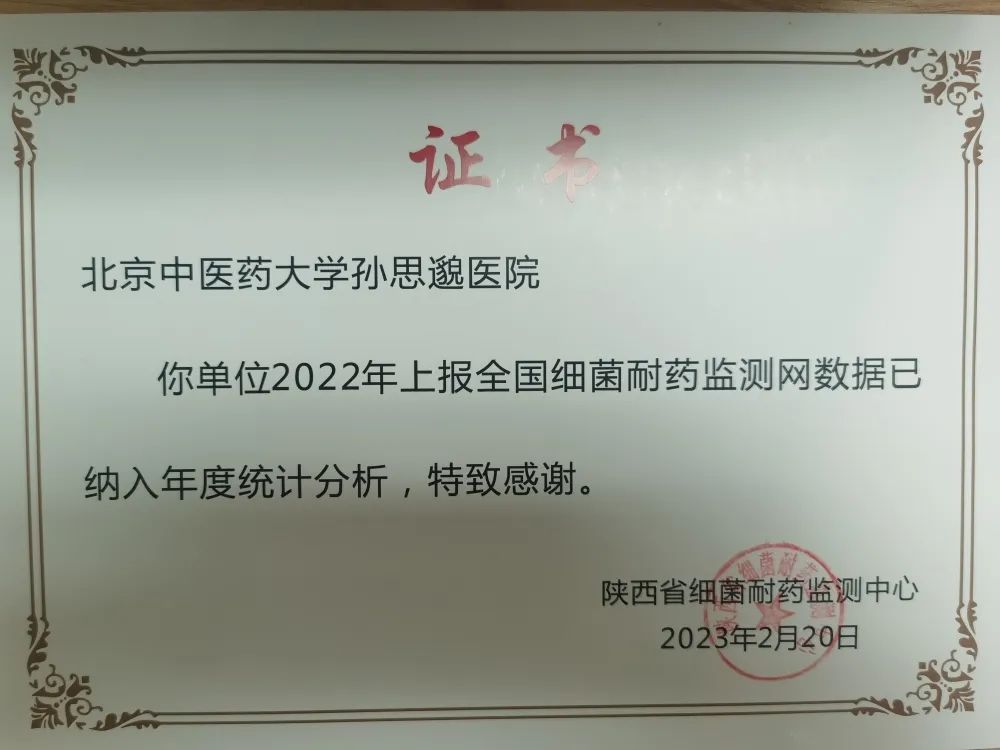 证书
北京中医药大学孙思邈医院
你单位2022年上报全国细菌耐药监测网数据已
纳入年度统计分析，特致感谢。
陕西省细菌耐药监测中心
2023年2月20日